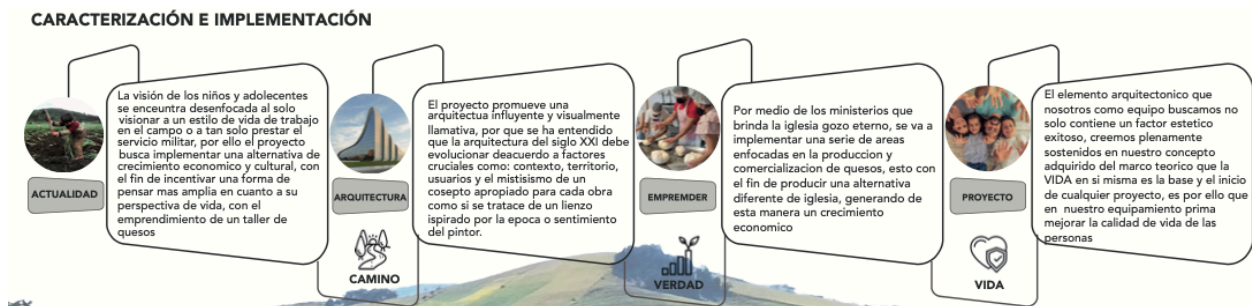 CARACTERIZACIÓN E IMPLEMENTACIÓN
ACTUALIDAD
La visión de los niños y adolecentes
se enceuntra desenfocada al solo
visionar a un estilo de vida de trabajo
en el campo o a tan solo prestar el
servicio militar, por ello el proyecto
busca implementar una alternativa de
crecimiento economico y cultural, con
el fin de incentivar una forma de
pensar mas amplia en cuanto a su
perspectiva de vida, con el
emprendimiento de un taller de
quesos
ARQUITECTURA
El proyecto promueve una
arquitectua influyente y visualmente
llamativa, por que se ha entendido
que la arquitectura del siglo XXI debe
evolucionar deacuerdo a factores
cruciales como: contexto, territorio,
usuarios y el mistisismo de un
cosepto apropiado para cada obra
como si se tratace de un lienzo
ispirado por la epoca o sentimiento
del pintor.
CAMINO
EMPREMDER
Por medio de los ministerios que
brinda la iglesia gozo eterno, se va a
implementar una serie de areas
enfocadas en la produccion y
comercializacion de quesos, esto con
el fin de producir una alternativa
diferente de iglesia, generando de
esta manera un crecimiento
economico
VERDAD
PROYECTO
El elemento arquitectonico que
nosotros como equipo buscamos no
solo contiene un factor estetico
exitoso, creemos plenamente
sostenidos en nuestro concepto
adquirido del marco teorico que la
VIDA en si misma es la base y el inicio
de cualquier proyecto, es por ello que
en nuestro equipamiento prima
mejorar la calidad de vida de las
personas
VIDA